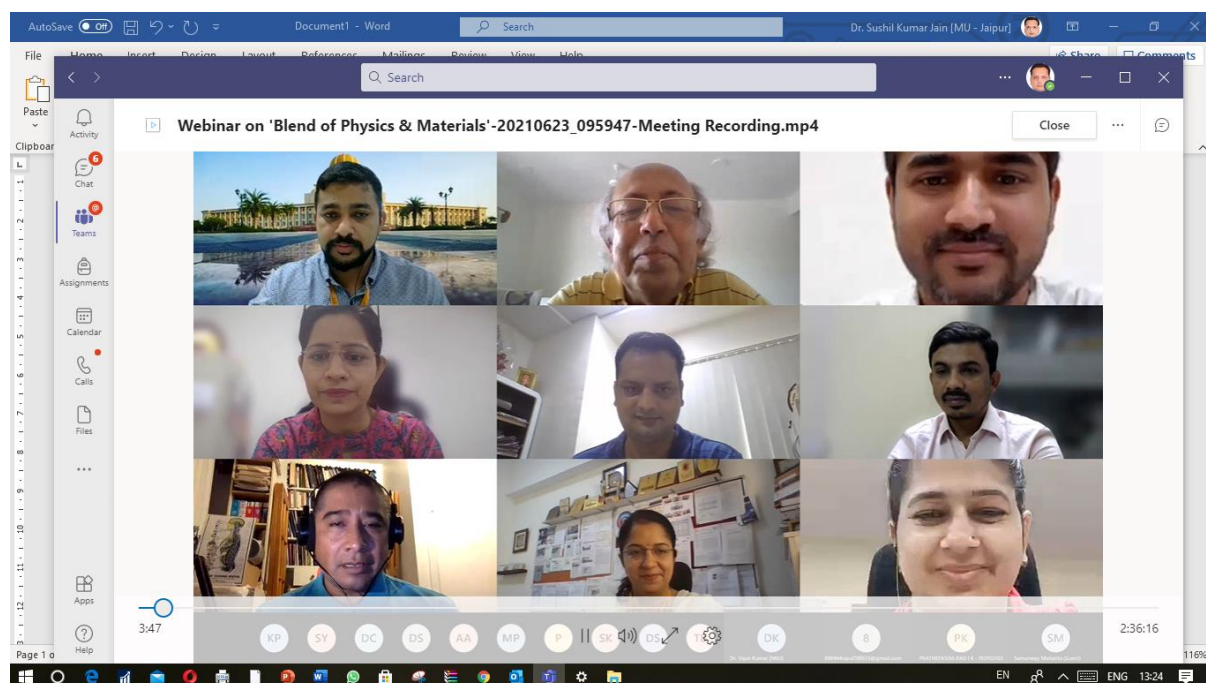 AutoSave Off
Document1 - Word
Search
Dr. Sushil Kumar Jain [MU - Jaipur]
File Home Insert Design Layout References Mailings Review View Help
Share Comments
Paste
Clipboar
Search
Activity
6
Chat
Teams
Assignments
Calendar
Calls
Files
Apps
Help
Webinar on 'Blend of Physics & Materials'-20210623_095947-Meeting Recording.mp4
Close
3:47
2:36:16
KP SY DC DS AA MP P SK DS DK 8 PK SM
Page 1 o
116%
EN ENG 13:24